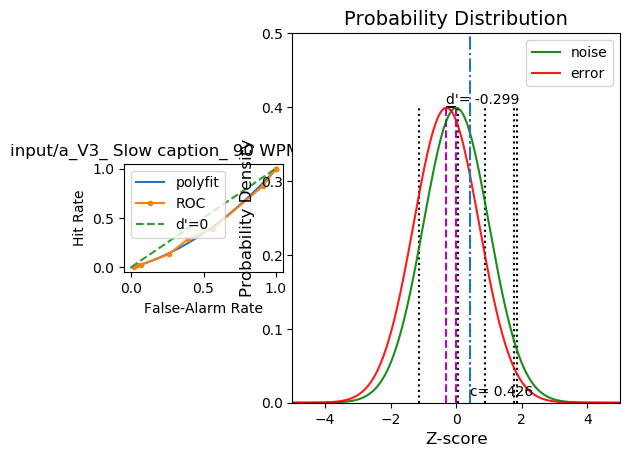 Probability Distribution
input/a_V3_ Slow caption_ 90 WPM
polyfit
ROC
d'=0
Hit Rate
1.0
0.5
0.0
0.0 0.5 1.0
False-Alarm Rate
noise
error
d'= -0.299
c= 0.426
Probability Density
0.5
0.4
0.3
0.2
0.1
0.0
−4 −2 0 2 4
Z-score